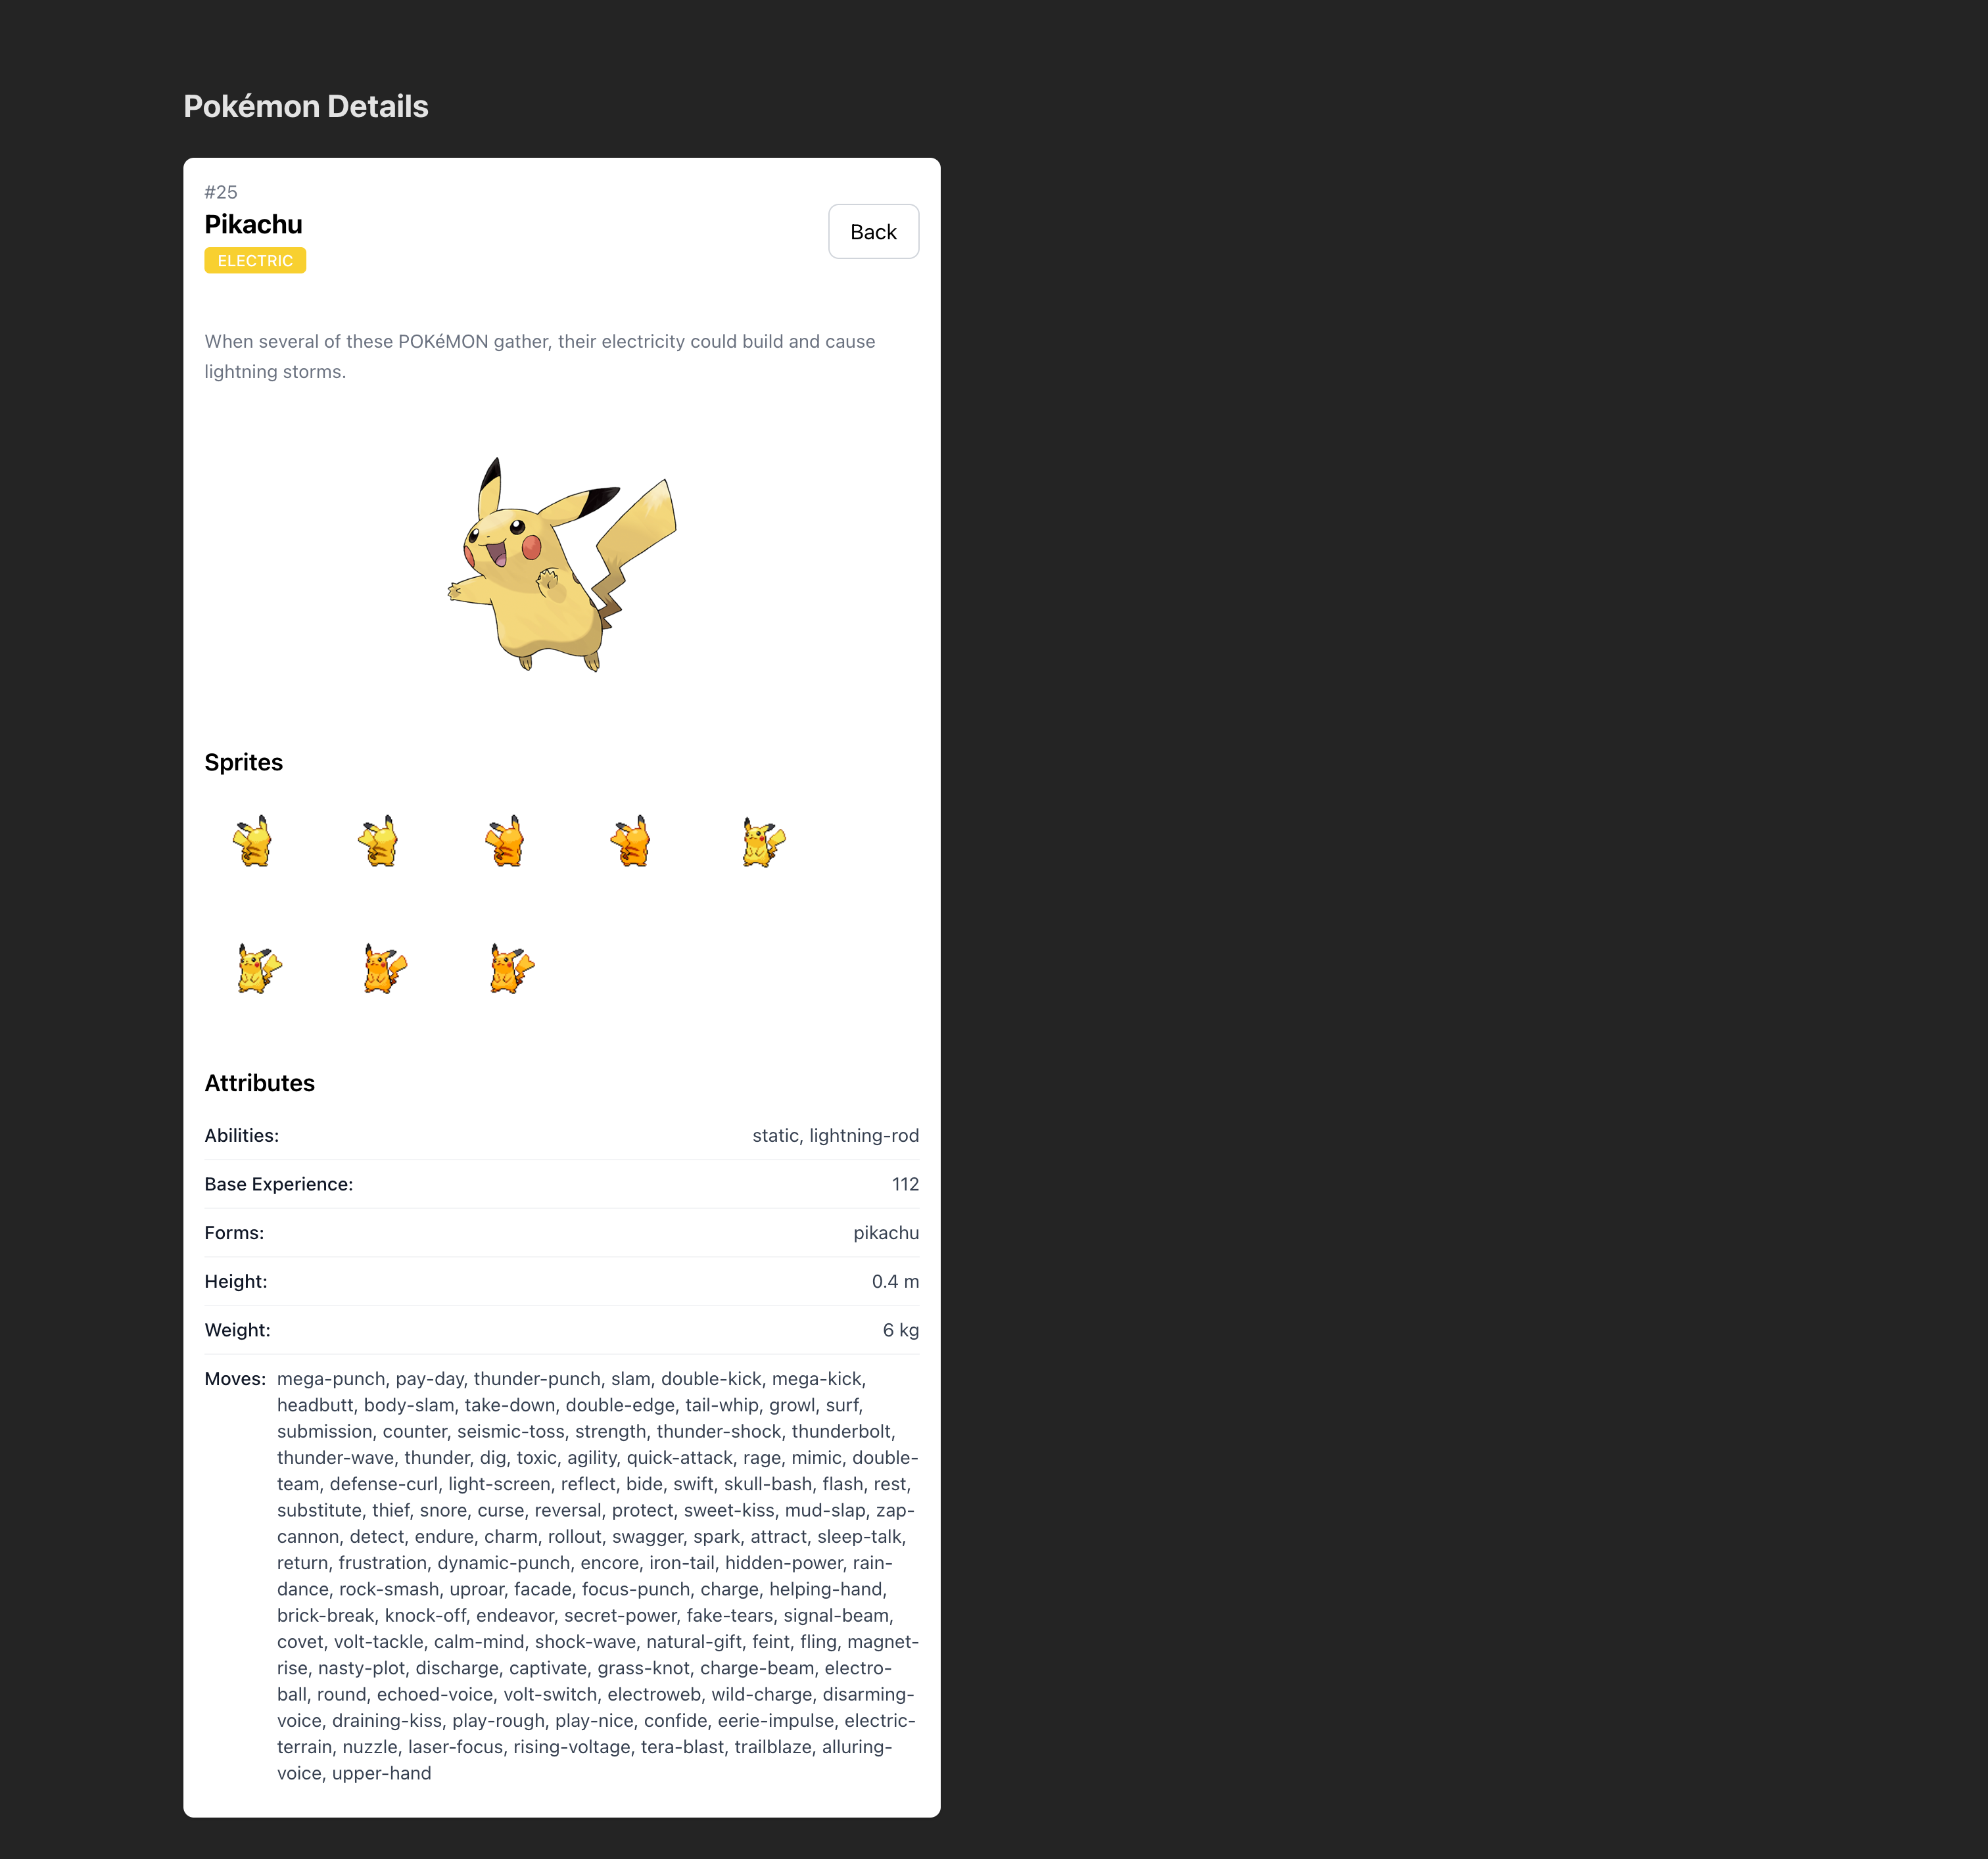 Pokémon Details
#25
Pikachu
Back
ELECTRIC
When several of these POKéMON gather, their electricity could build and cause
lightning storms.
Sprites
Attributes
Abilities: static, lightning-rod
Base Experience: 112
Forms: pikachu
Height: 0.4 m
Weight: 6 kg
Moves: mega-punch, pay-day, thunder-punch, slam, double-kick, mega-kick,
headbutt, body-slam, take-down, double-edge, tail-whip, growl, surf,
submission, counter, seismic-toss, strength, thunder-shock, thunderbolt,
thunder-wave, thunder, dig, toxic, agility, quick-attack, rage, mimic, double-
team, defense-curl, light-screen, reflect, bide, swift, skull-bash, flash, rest,
substitute, thief, snore, curse, reversal, protect, sweet-kiss, mud-slap, zap-
cannon, detect, endure, charm, rollout, swagger, spark, attract, sleep-talk,
return, frustration, dynamic-punch, encore, iron-tail, hidden-power, rain-
dance, rock-smash, uproar, facade, focus-punch, charge, helping-hand,
brick-break, knock-off, endeavor, secret-power, fake-tears, signal-beam,
covet, volt-tackle, calm-mind, shock-wave, natural-gift, feint, fling, magnet-
rise, nasty-plot, discharge, captivate, grass-knot, charge-beam, electro-
ball, round, echoed-voice, volt-switch, electroweb, wild-charge, disarming-
voice, draining-kiss, play-rough, play-nice, confide, eerie-impulse, electric-
terrain, nuzzle, laser-focus, rising-voltage, tera-blast, trailblaze, alluring-
voice, upper-hand